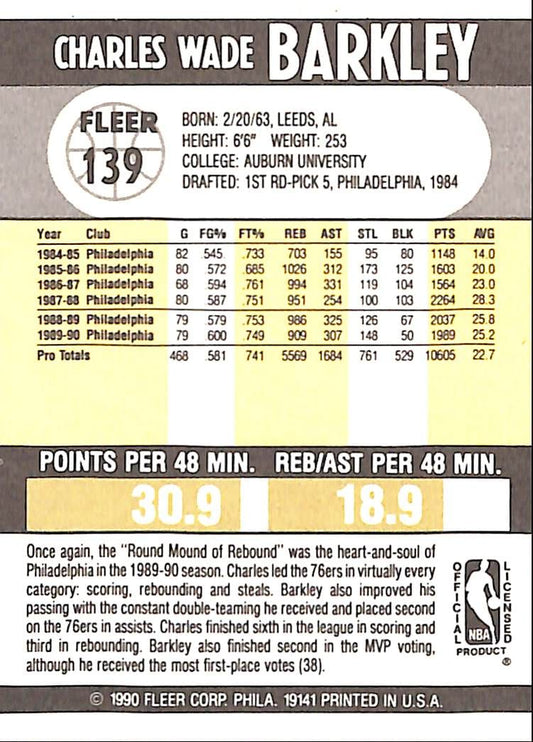 CHARLES WADE BARKLEY
FLEER
139
BORN: 2/20/63, LEEDS, AL
HEIGHT: 6'6" WEIGHT: 253
COLLEGE: AUBURN UNIVERSITY
DRAFTED: 1ST RD-PICK 5, PHILADELPHIA, 1984
Year Club G FG% FT% REB AST STL BLK PTS AVG
1984-85 Philadelphia 82 .545 .733 703 155 95 80 1148 14.0
1985-86 Philadelphia 80 .572 .685 1026 312 173 125 1603 20.0
1986-87 Philadelphia 68 .594 .761 994 331 119 104 1564 23.0
1987-88 Philadelphia 80 .587 .751 951 254 100 103 2264 28.3
1988-89 Philadelphia 79 .579 .753 986 325 126 67 2037 25.8
1989-90 Philadelphia 79 .600 .749 909 307 148 50 1989 25.2
Pro Totals 468 .581 .741 5569 1684 761 529 10605 22.7
POINTS PER 48 MIN. REB/AST PER 48 MIN.
30.9 18.9
Once again, the "Round Mound of Rebound" was the heart-and-soul of
Philadelphia in the 1989-90 season. Charles led the 76ers in virtually every
category: scoring, rebounding and steals. Barkley also improved his
passing with the constant double-teaming he received and placed second
on the 76ers in assists. Charles finished sixth in the league in scoring and
third in rebounding. Barkley also finished second in the MVP voting,
although he received the most first-place votes (38).
OFFICIAL
LICENSED
NBA
PRODUCT
®
© 1990 FLEER CORP. PHILA. 19141 PRINTED IN U.S.A.